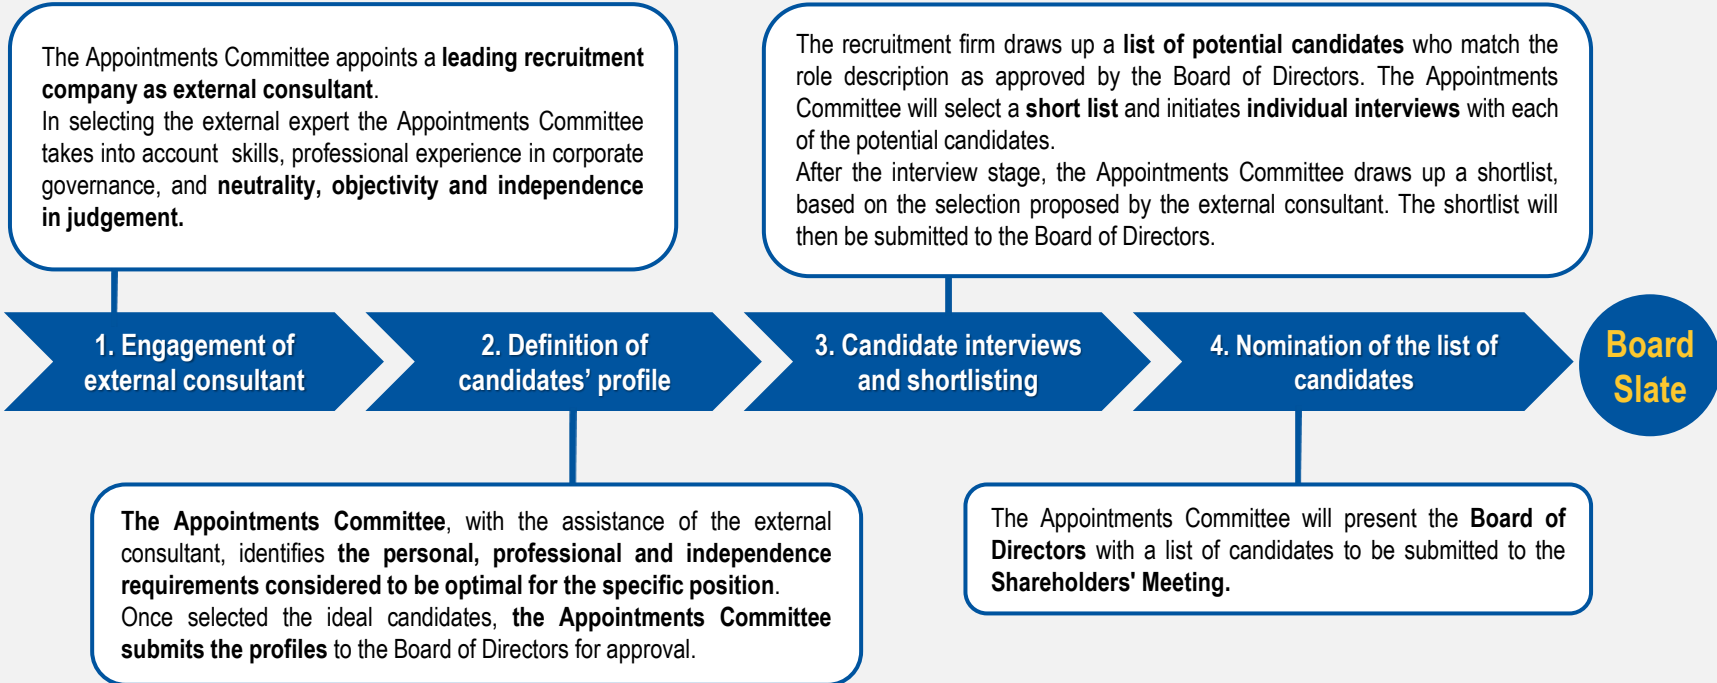 The Appointments Committee appoints a leading recruitment
company as external consultant.
In selecting the external expert the Appointments Committee
takes into account skills, professional experience in corporate
governance, and neutrality, objectivity and independence
in judgement.
The recruitment firm draws up a list of potential candidates who match the
role description as approved by the Board of Directors. The Appointments
Committee will select a short list and initiates individual interviews with each
of the potential candidates.
After the interview stage, the Appointments Committee draws up a shortlist,
based on the selection proposed by the external consultant. The shortlist will
then be submitted to the Board of Directors.
1. Engagement of
external consultant
2. Definition of
candidates’ profile
3. Candidate interviews
and shortlisting
4. Nomination of the list of
candidates
Board
Slate
The Appointments Committee, with the assistance of the external
consultant, identifies the personal, professional and independence
requirements considered to be optimal for the specific position.
Once selected the ideal candidates, the Appointments Committee
submits the profiles to the Board of Directors for approval.
The Appointments Committee will present the Board of
Directors with a list of candidates to be submitted to the
Shareholders' Meeting.